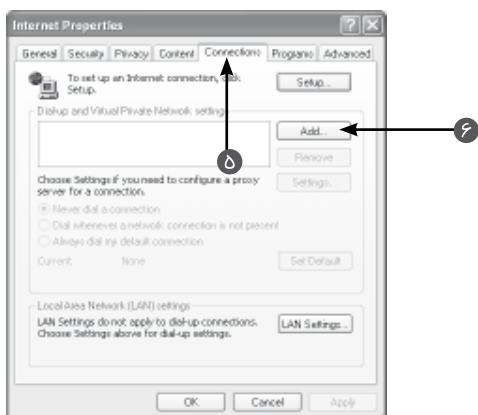 Internet Properties
General Security Privacy Content Connections Programs Advanced
To set up an Internet connection, click
Setup.
Setup...
Dial-up and Virtual Private Network settings
Add...
۶
۵
Remove
Choose Settings if you need to configure a proxy
server for a connection.
Settings...
Never dial a connection
Dial whenever a network connection is not present
Always dial my default connection
Current None
Set Default
Local Area Network (LAN) settings
LAN Settings do not apply to dial-up connections.
Choose Settings above for dial-up settings.
LAN Settings...
OK Cancel Apply